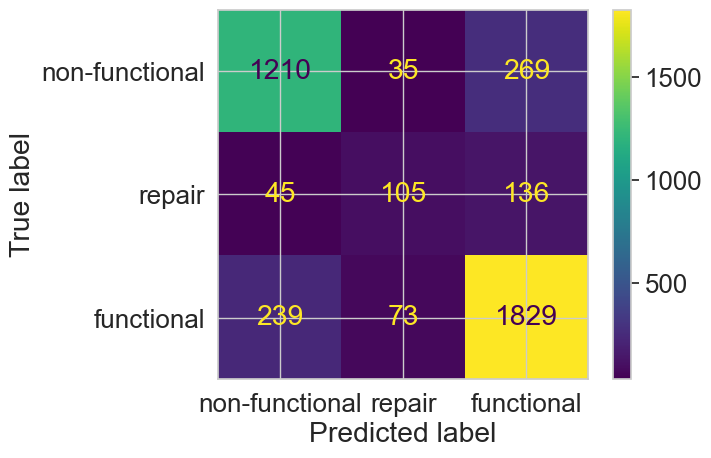 True label
non-functional 1210 35 269
repair 45 105 136
functional 239 73 1829
non-functional repair functional
Predicted label
1500
1000
500